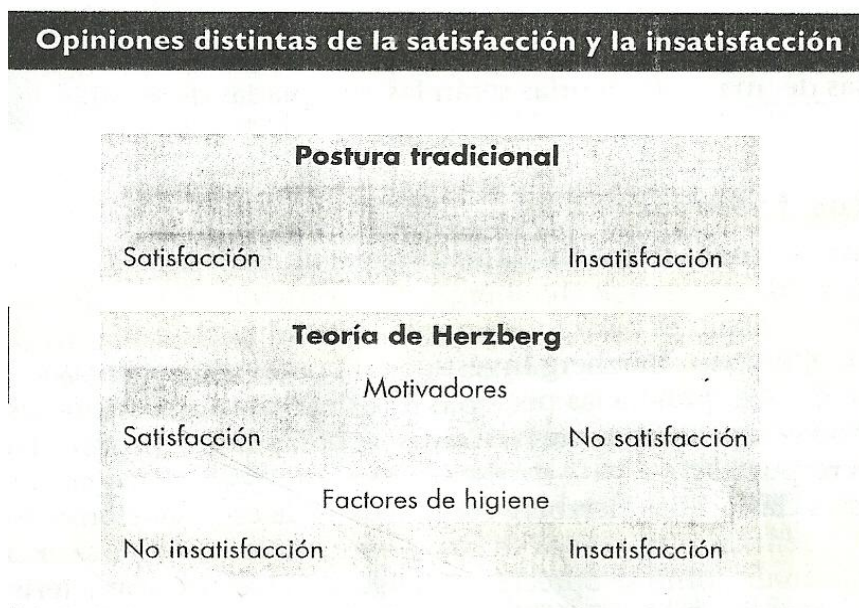 Opiniones distintas de la satisfacción y la insatisfacción
Postura tradicional
Satisfacción Insatisfacción
Teoría de Herzberg
Motivadores
Satisfacción No satisfacción
Factores de higiene
No insatisfacción Insatisfacción